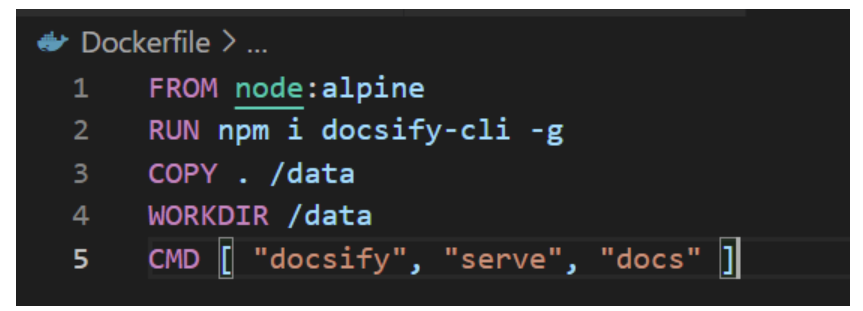 Dockerfile > ...
1 FROM node:alpine
2 RUN npm i docsify-cli -g
3 COPY . /data
4 WORKDIR /data
5 CMD [ "docsify", "serve", "docs" ]